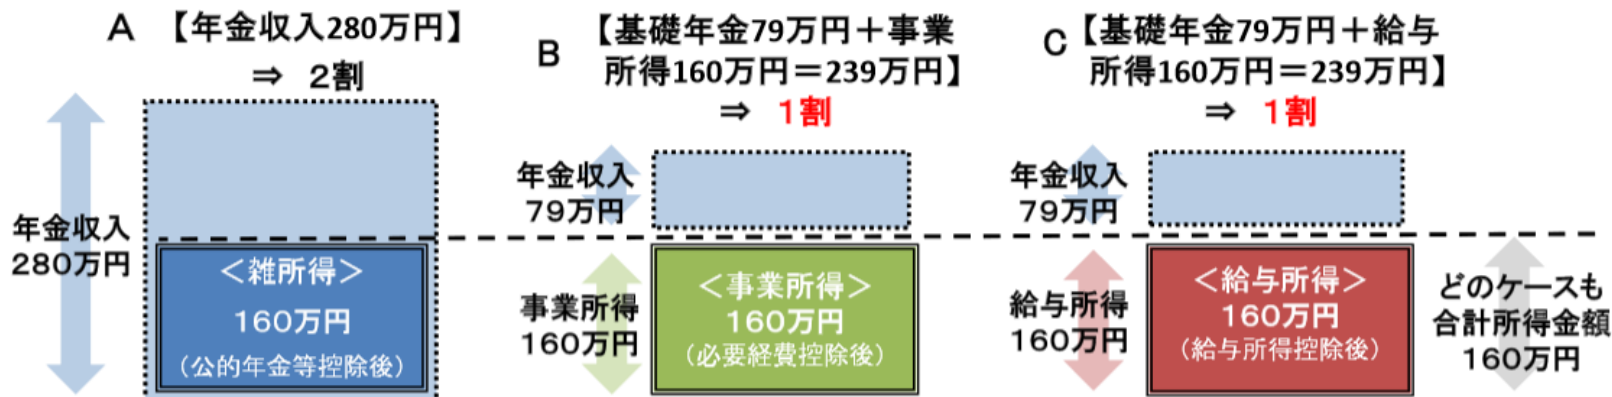 A 【年金収入280万円】
⇒ 2割
年金収入
280万円
＜雑所得＞
160万円
（公的年金等控除後）
B 【基礎年金79万円＋事業
所得160万円＝239万円】
⇒ 1割
年金収入
79万円
事業所得
160万円
＜事業所得＞
160万円
（必要経費控除後）
C 【基礎年金79万円＋給与
所得160万円＝239万円】
⇒ 1割
年金収入
79万円
給与所得
160万円
＜給与所得＞
160万円
（給与所得控除後）
どのケースも
合計所得金額
160万円